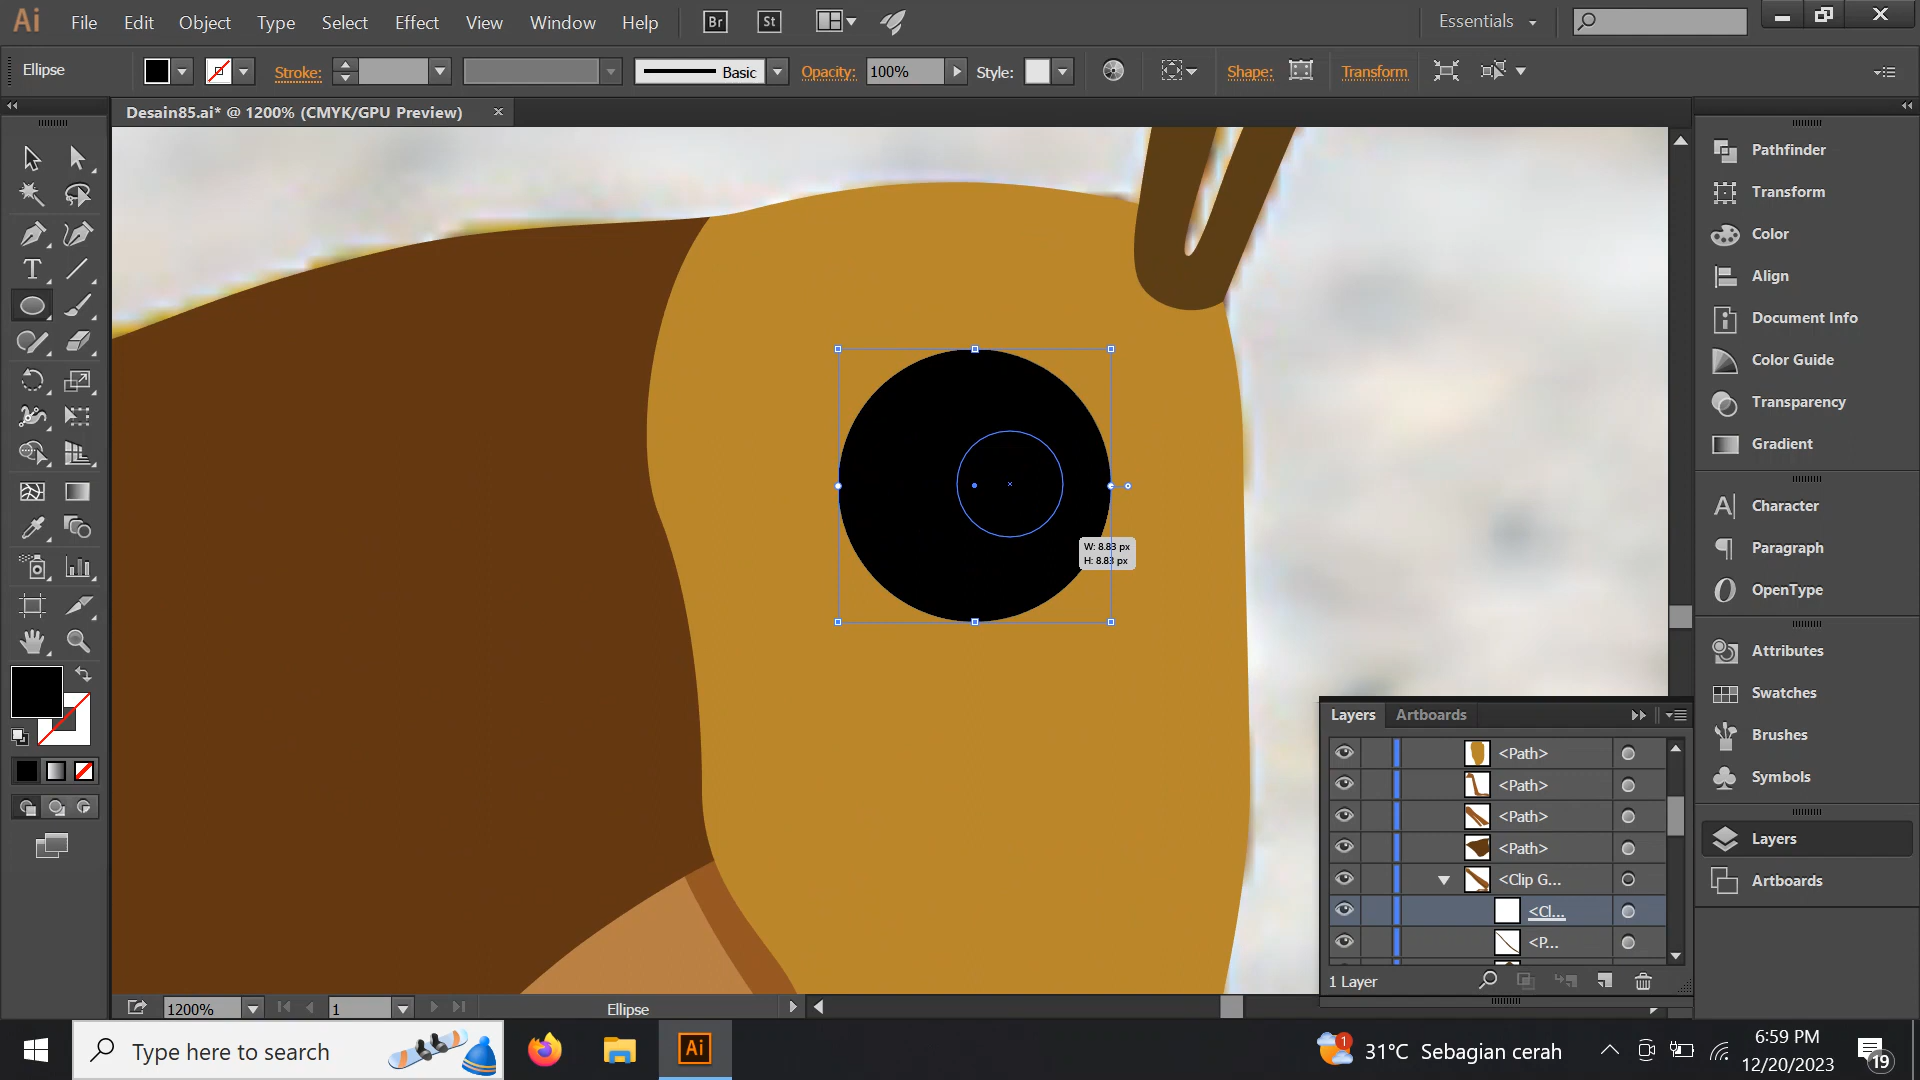 Ai File Edit Object Type Select Effect View Window Help Br St Essentials
Ellipse Stroke: Basic Opacity: 100% Style: Shape: Transform
Desain85.ai* @ 1200% (CMYK/GPU Preview)
Pathfinder
Transform
Color
Align
Document Info
Color Guide
Transparency
Gradient
Character
Paragraph
OpenType
Attributes
Swatches
Brushes
Symbols
Layers
Artboards
W: 8.83 px
H: 8.83 px
Layers Artboards
<Path>
<Path>
<Path>
<Path>
<Clip G...
<Cl...
<P...
1 Layer
1200% 1 Ellipse
Type here to search
Ai
1
31°C Sebagian cerah
6:59 PM
12/20/2023
19